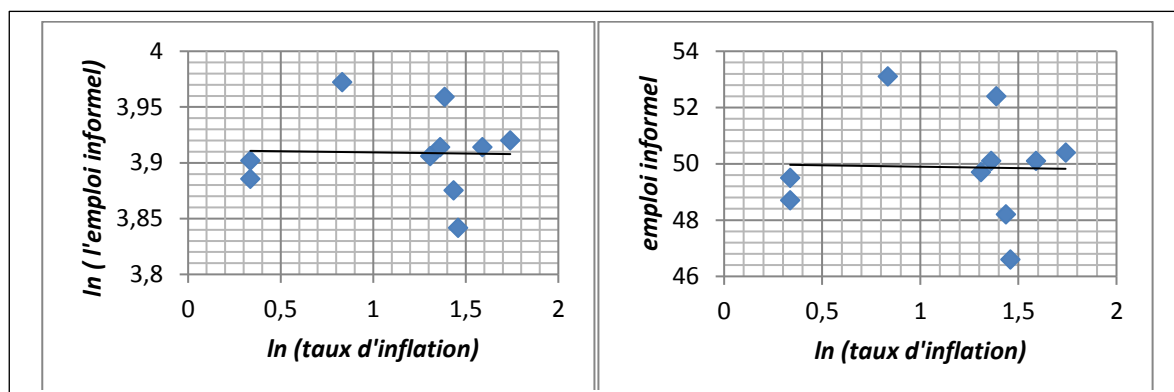 4
3,95
3,9
3,85
3,8
ln ( l'emploi informel)
0 0,5 1 1,5 2
ln (taux d'inflation)
54
52
50
48
46
emploi informel
0 0,5 1 1,5 2
ln (taux d'inflation)